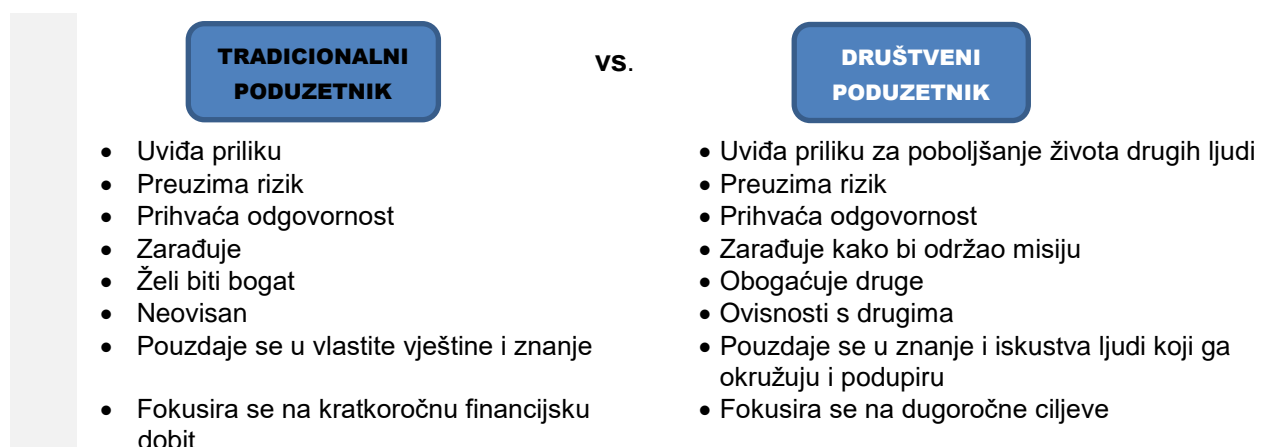 TRADICIONALNI
PODUZETNIK
vs.
DRUŠTVENI
PODUZETNIK
• Uviđa priliku
• Preuzima rizik
• Prihvaća odgovornost
• Zarađuje
• Želi biti bogat
• Neovisan
• Pouzdaje se u vlastite vještine i znanje
• Fokusira se na kratkoročnu financijsku
dobit
• Uviđa priliku za poboljšanje života drugih ljudi
• Preuzima rizik
• Prihvaća odgovornost
• Zarađuje kako bi održao misiju
• Obogaćuje druge
• Ovisnosti s drugima
• Pouzdaje se u znanje i iskustva ljudi koji ga
okružuju i podupiru
• Fokusira se na dugoročne ciljeve